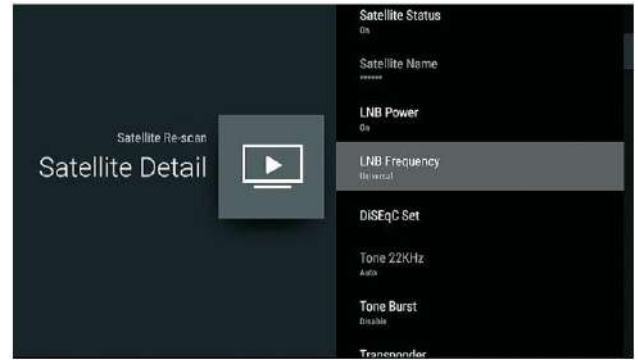 Satellite Re-scan
Satellite Detail
Satellite Status
On
Satellite Name
******
LNB Power
On
LNB Frequency
Universal
DiSEqC Set
Tone 22KHz
Auto
Tone Burst
Disable
Transponder